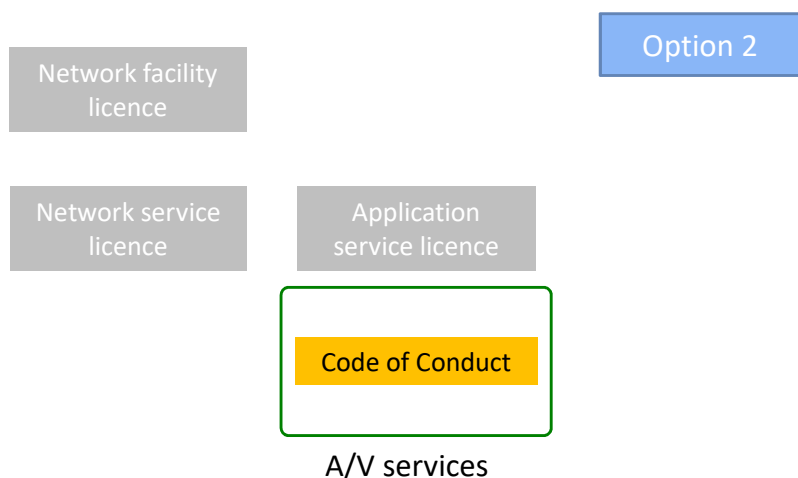 Option 2
Network facility
licence
Network service
licence
Application
service licence
Code of Conduct
A/V services